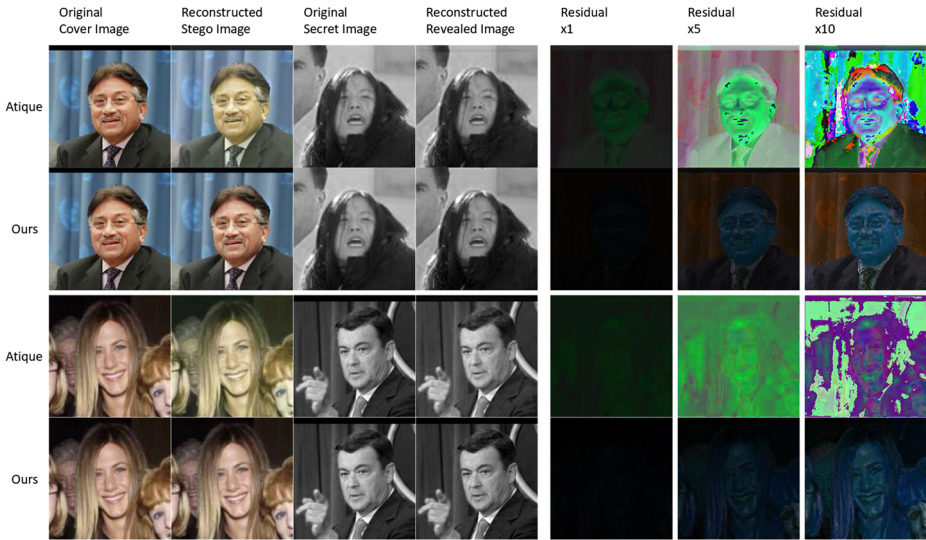 Original
Cover Image
Reconstructed
Stego Image
Original
Secret Image
Reconstructed
Revealed Image
Residual
x1
Residual
x5
Residual
x10
Atique
Ours
Atique
Ours